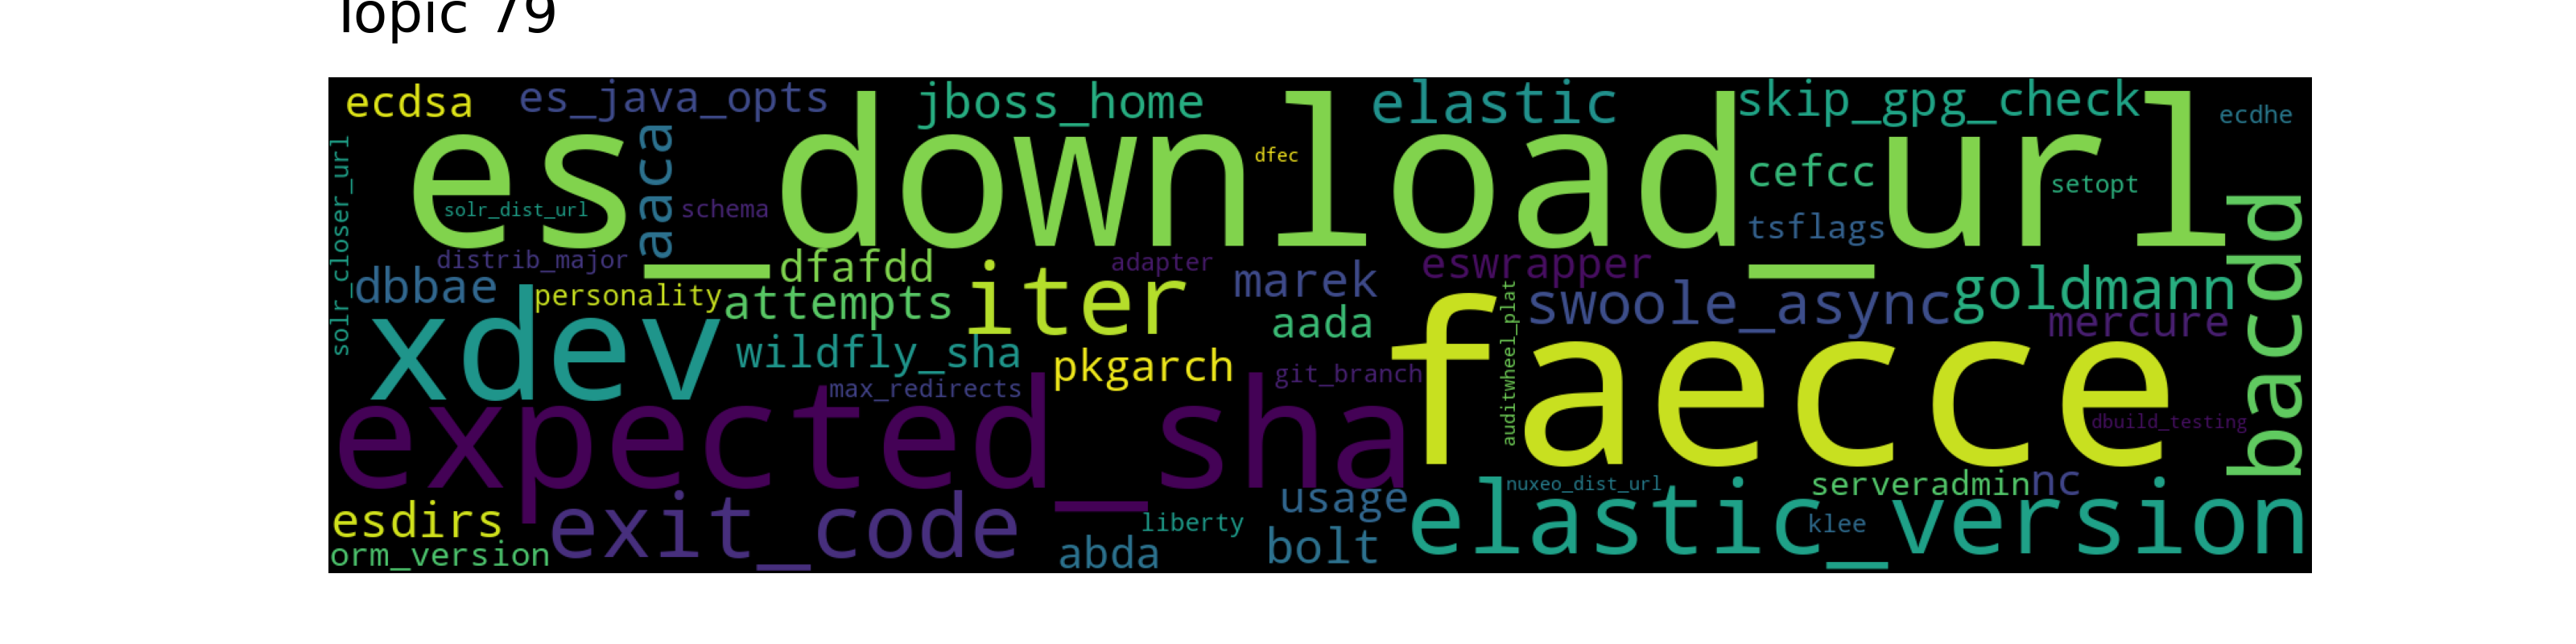 Topic 79
ecdsa es_java_opts jboss_home elastic skip_gpg_check ecdhe
es_download_url
solr_closer_url
aaaca
dfec
cefcc
setopt
solr_dist_url schema
tsflags
bacdd
distrib_major dfafdd adapter eswrapper
dbbae personality attempts iter marek swoole_async goldmann
xdev aada mercure
auditwheel_plat
wildfly_sha pkgarch faecce
max_redirects git_branch
expected_sha
dbuild_testing
nuxeo_dist_url serveradmin nc
esdirs exit_code liberty usage elastic_version
klee
orm_version abda bolt